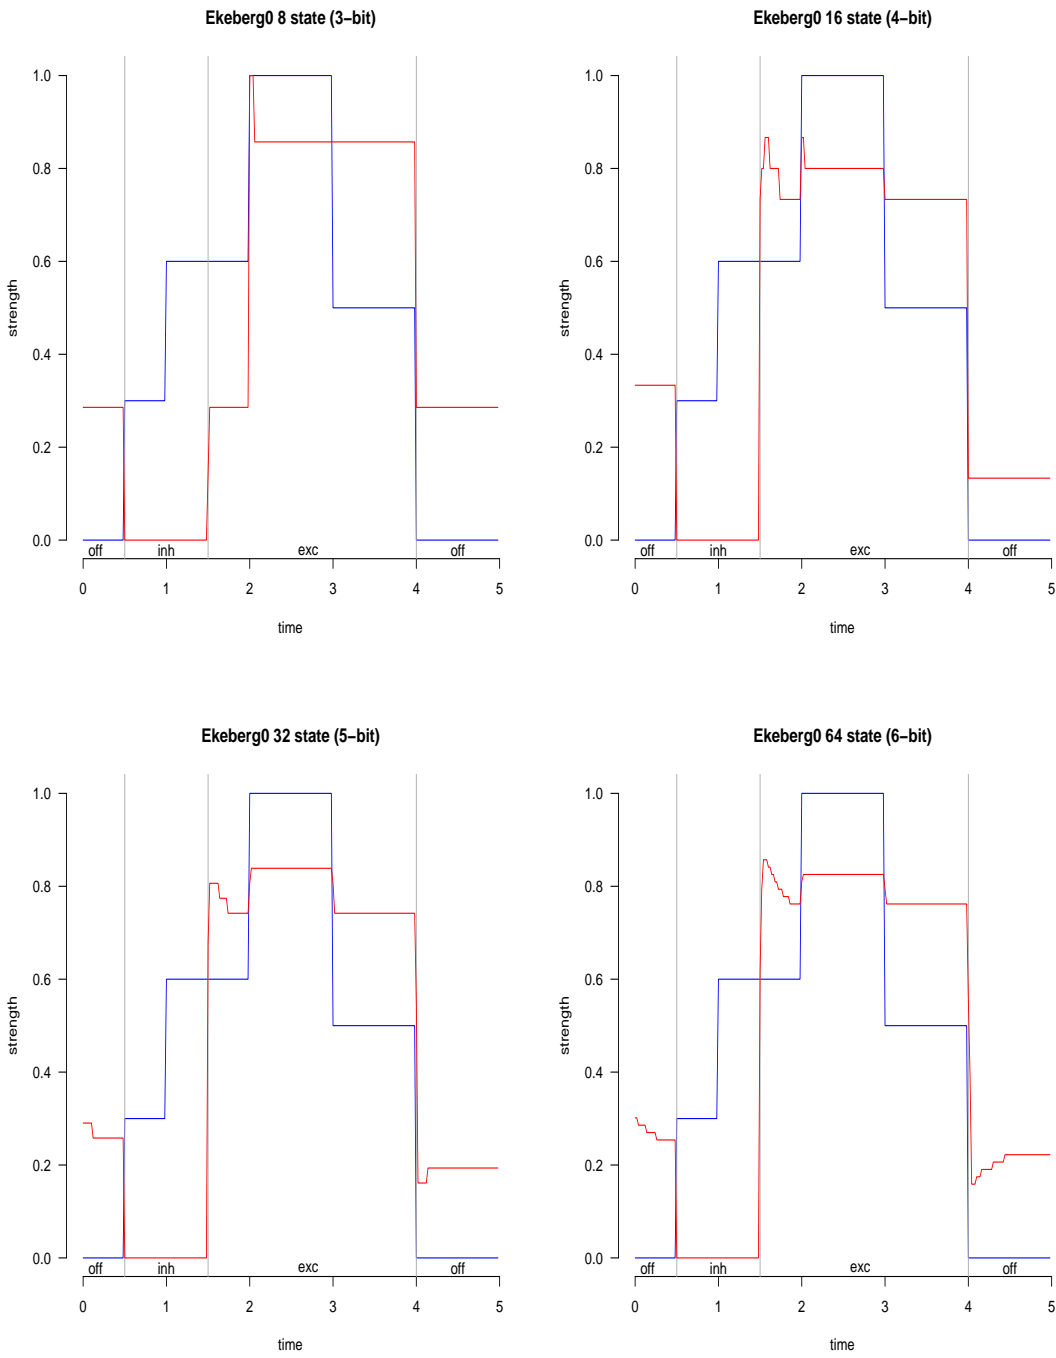 Ekeberg0 8 state (3−bit)
strength
1.0
0.8
0.6
0.4
0.2
0.0
off inh exc off
0 1 2 3 4 5
time
Ekeberg0 16 state (4−bit)
strength
1.0
0.8
0.6
0.4
0.2
0.0
off inh exc off
0 1 2 3 4 5
time
Ekeberg0 32 state (5−bit)
strength
1.0
0.8
0.6
0.4
0.2
0.0
off inh exc off
0 1 2 3 4 5
time
Ekeberg0 64 state (6−bit)
strength
1.0
0.8
0.6
0.4
0.2
0.0
off inh exc off
0 1 2 3 4 5
time